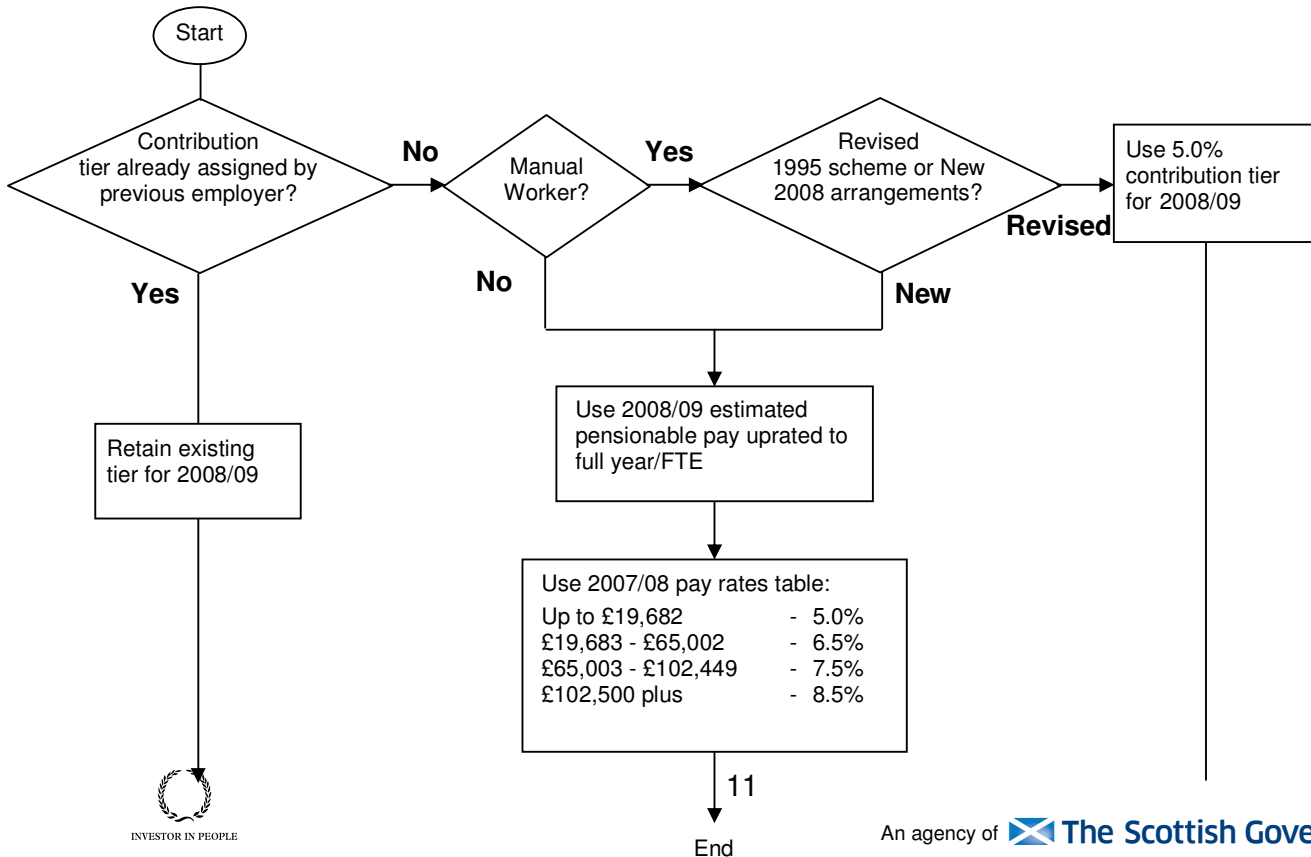 Start
Contribution
tier already assigned by
previous employer?
No
Manual
Worker?
Yes
Revised
1995 scheme or New
2008 arrangements?
Revised
Use 5.0%
contribution tier
for 2008/09
Yes
No
New
Retain existing
tier for 2008/09
Use 2008/09 estimated
pensionable pay uprated to
full year/FTE
Use 2007/08 pay rates table:
Up to £19,682 - 5.0%
£19,683 - £65,002 - 6.5%
£65,003 - £102,449 - 7.5%
£102,500 plus - 8.5%
11
End
INVESTOR IN PEOPLE
An agency of The Scottish Gove